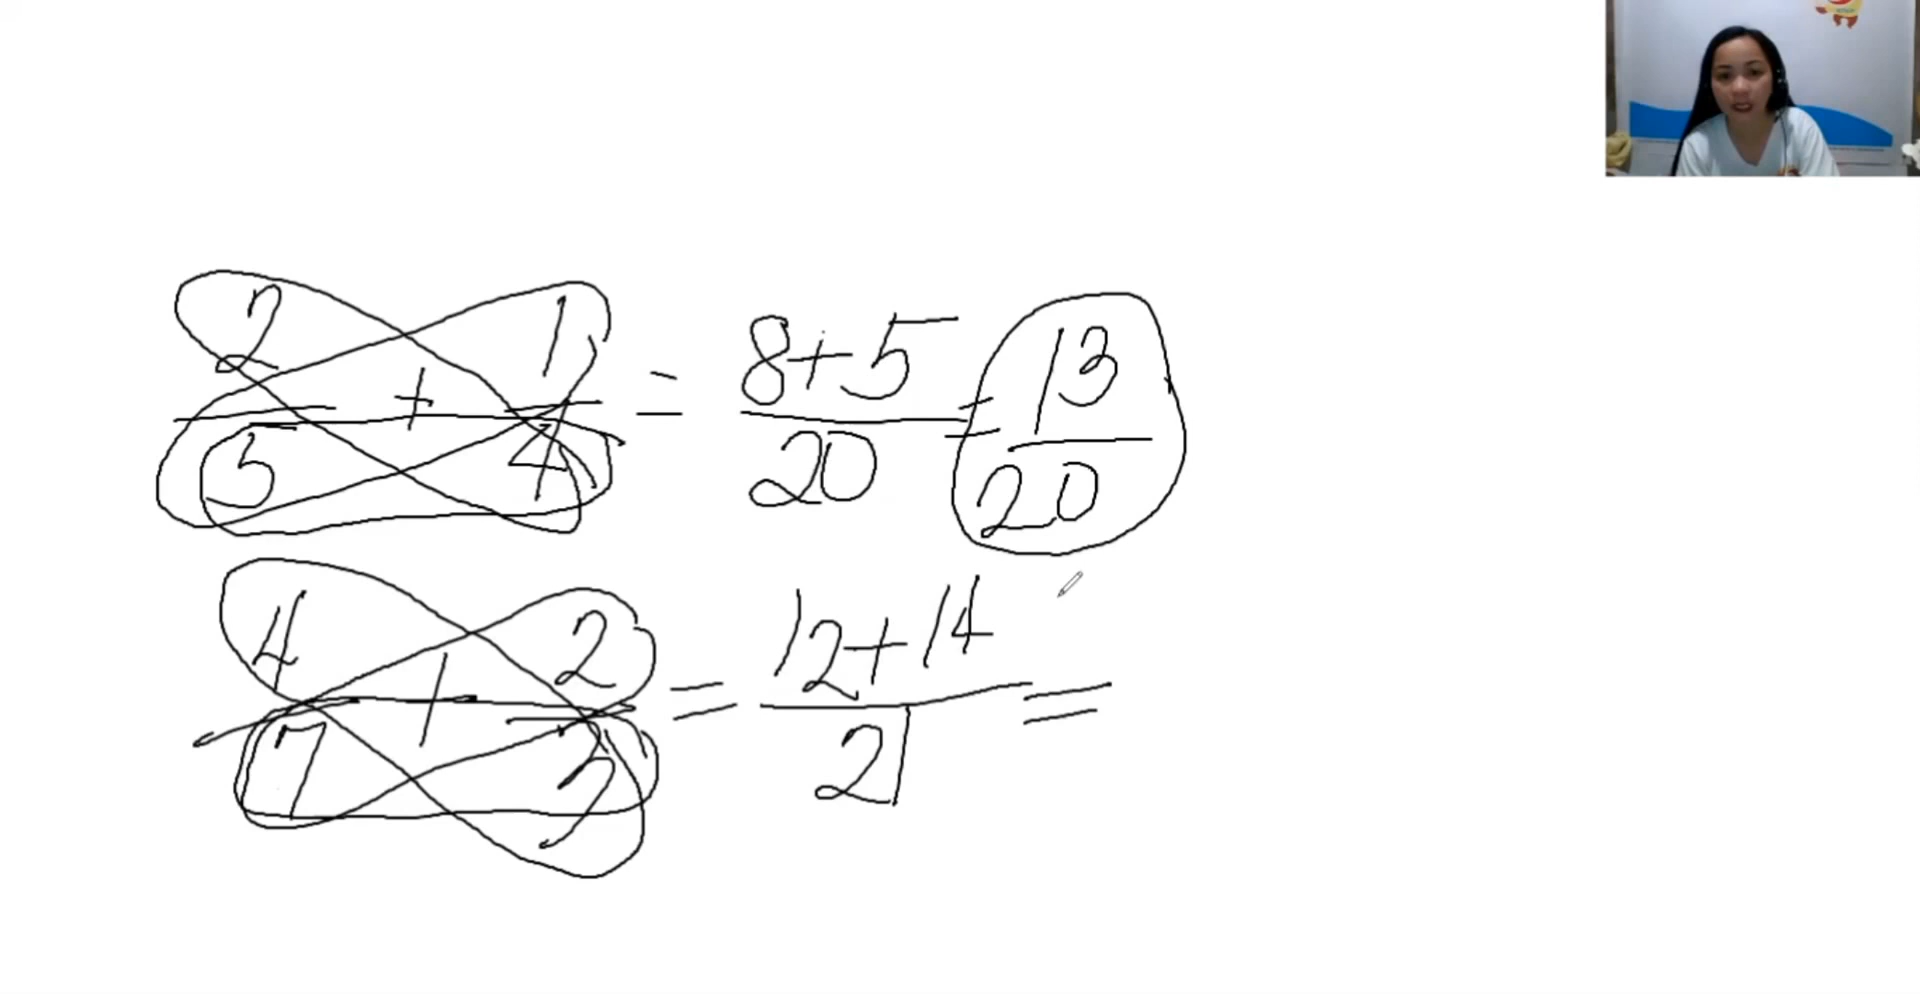 2/5 + 1/4 = 8+5/20 = 13/20
4/7 + 2/3 = 12+14/21 =